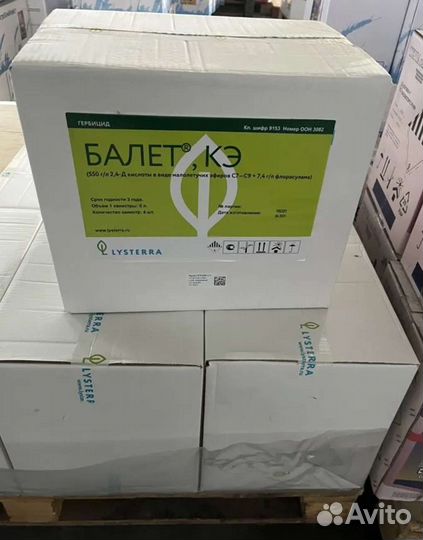 ГЕРБИЦИД
Кл. шифр 9153 Номер ООН 3082
БАЛЕТ®, КЭ
(550 г/л 2,4-Д кислоты в виде малолетучих эфиров С7–С9 + 7,4 г/л флорасулама)
Срок годности 3 года.
Объем 1 канистры: 5 л.
Количество канистр: 4 шт.
№ партии:
Дата изготовления:
www.lysterra.ru
LYSTERRA
LYSTERRA
LYSTERRA
Avito